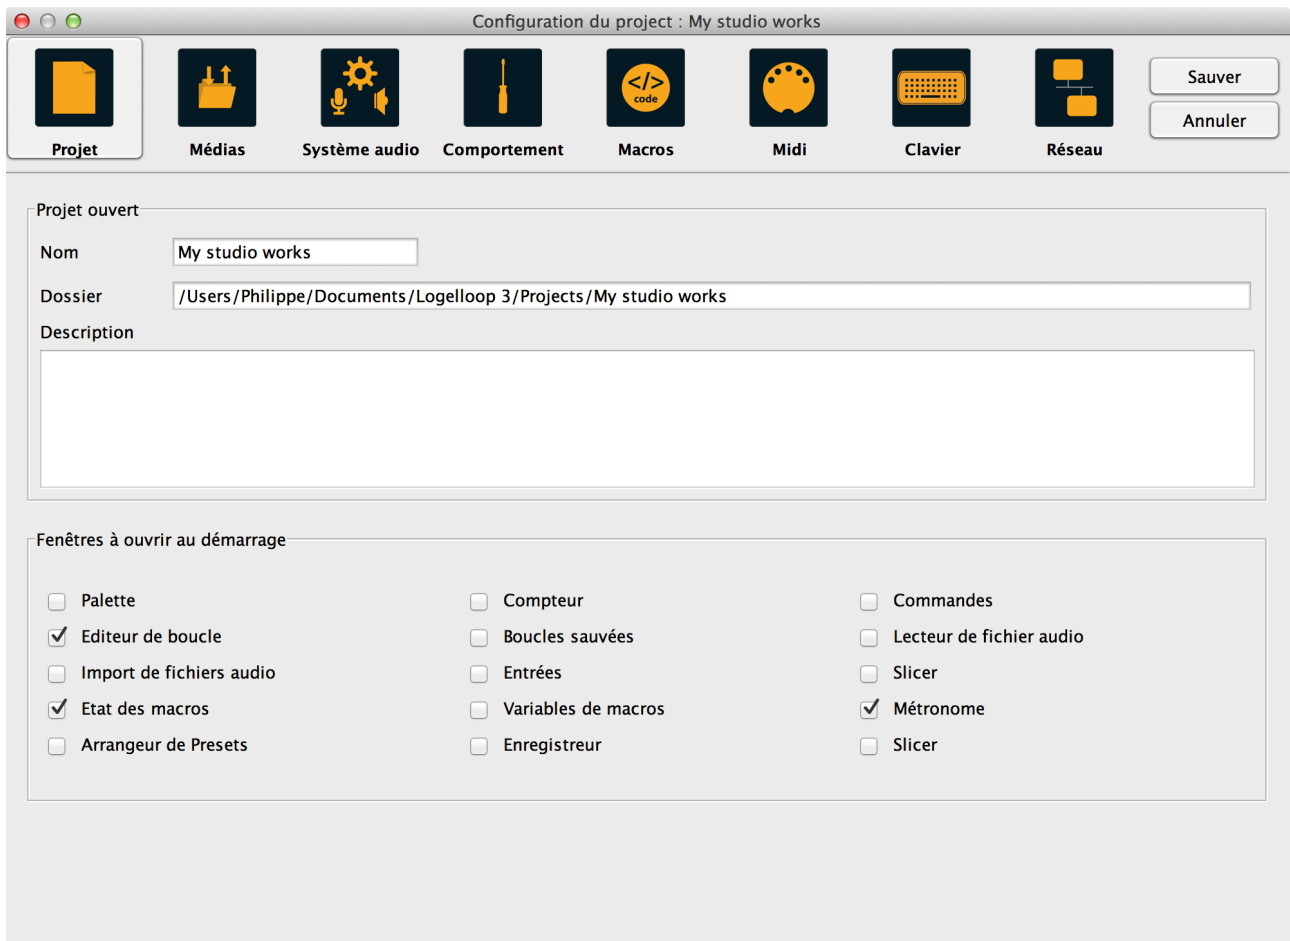 Configuration du project : My studio works
</> code
Projet Médias Système audio Comportement Macros Midi Clavier Réseau
Sauver
Annuler
Projet ouvert
Nom My studio works
Dossier /Users/Philippe/Documents/Logelloop 3/Projects/My studio works
Description
Fenêtres à ouvrir au démarrage
Palette Compteur Commandes
Editeur de boucle Boucles sauvées Lecteur de fichier audio
Import de fichiers audio Entrées Slicer
Etat des macros Variables de macros Métronome
Arrangeur de Presets Enregistreur Slicer